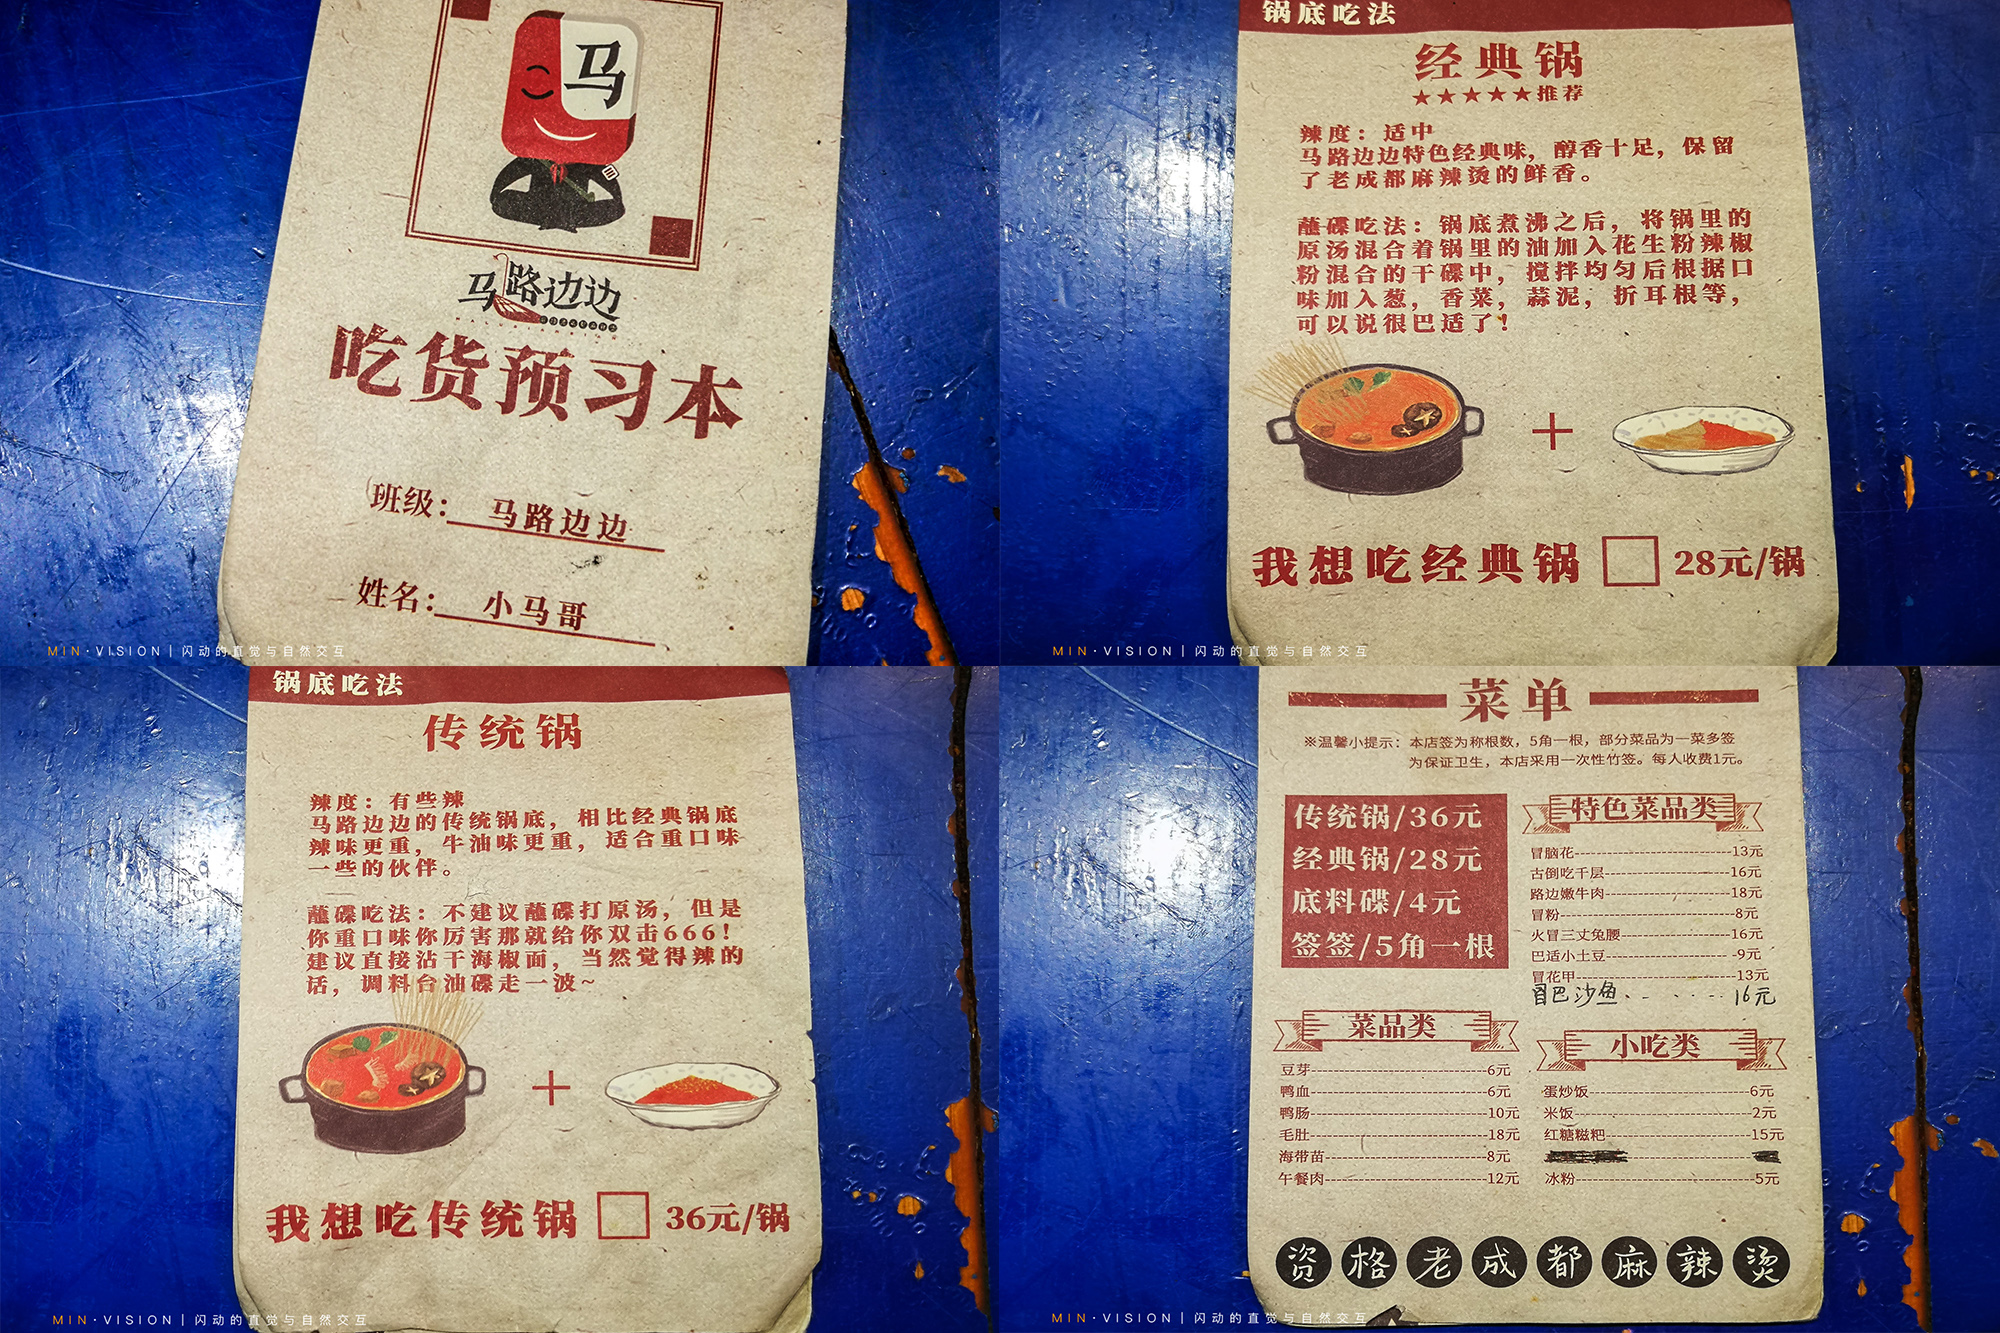 马
马路边边
吃货预习本
班级： 马路边边
姓名： 小马哥
MIN·VISION | 闪动的直觉与自然交互
锅底吃法
经典锅
★★★★★推荐
辣度：适中
马路边边特色经典味，醇香十足，保留
了老成都麻辣烫的鲜香。
蘸碟吃法：锅底煮沸之后，将锅里的
原汤混合着锅里的油加入花生粉辣椒
粉混合的干碟中，搅拌均匀后根据口
味加入葱，香菜，蒜泥，折耳根等，
可以说很巴适了！
我想吃经典锅 28元/锅
MIN·VISION | 闪动的直觉与自然交互
锅底吃法
传统锅
辣度：有些辣
马路边边的传统锅底，相比经典锅底
辣味更重，牛油味更重，适合重口味
一些的伙伴。
蘸碟吃法：不建议蘸碟打原汤，但是
你重口味你厉害那就给你双击666！
建议直接沾干海椒面，当然觉得辣的
话，调料台油碟走一波~
我想吃传统锅 36元/锅
MIN·VISION | 闪动的直觉与自然交互
菜单
※温馨小提示：本店签为称根数，5角一根，部分菜品为一菜多签
为保证卫生，本店采用一次性竹签。每人收费1元。
传统锅/36元
经典锅/28元
底料碟/4元
签签/5角一根
特色菜品类
冒脑花----13元
古倒吃千层----16元
路边嫩牛肉----18元
冒粉----8元
火冒三丈兔腰----16元
巴适小土豆----9元
冒花甲----13元
冒巴沙鱼......16元
菜品类
豆芽----6元
鸭血----6元
鸭肠----10元
毛肚----18元
海带苗----8元
午餐肉----12元
小吃类
蛋炒饭----6元
米饭----2元
红糖糍粑----15元
冰粉----5元
资格老成都麻辣烫
MIN·VISION | 闪动的直觉与自然交互